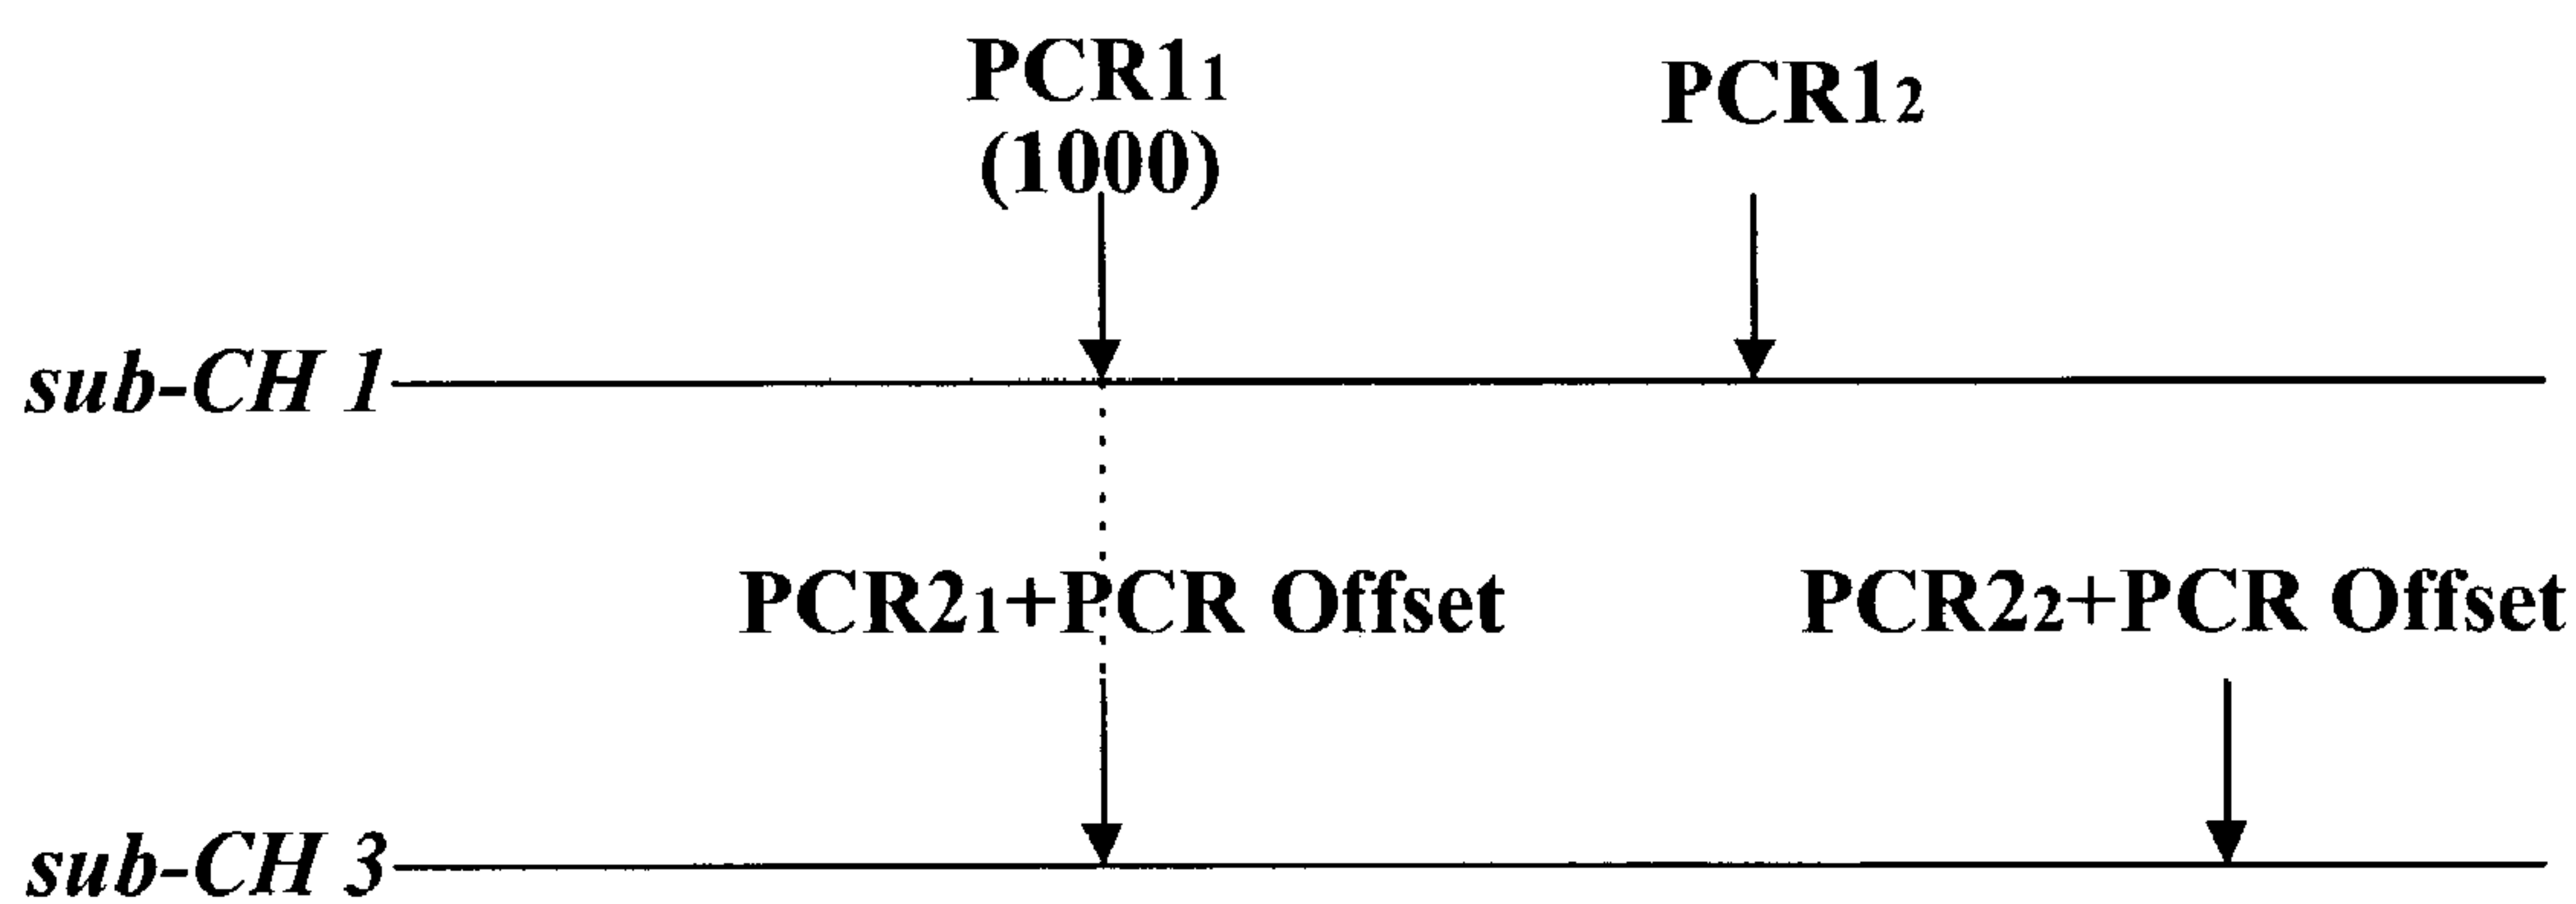 PCR11
PCR12
(1000)
sub-CH 1
PCR21+PCR Offset
PCR22+PCR Offset
sub-CH 3